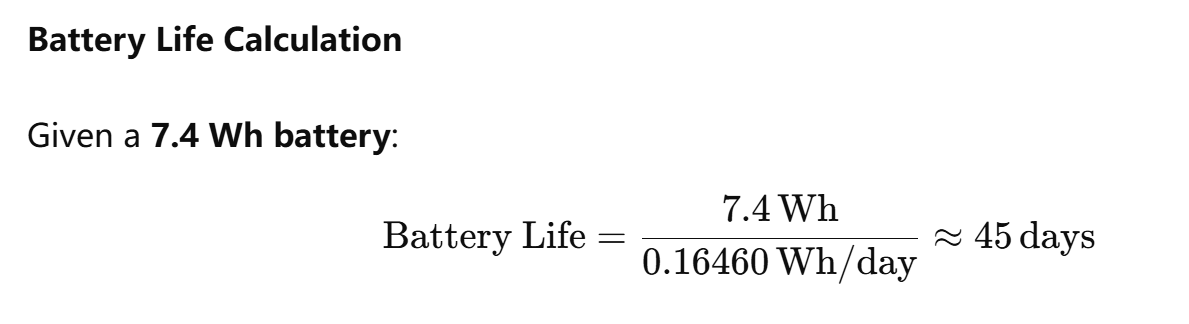 Battery Life Calculation
Given a 7.4 Wh battery:
Battery Life = 7.4 Wh / 0.16460 Wh/day ≈ 45 days